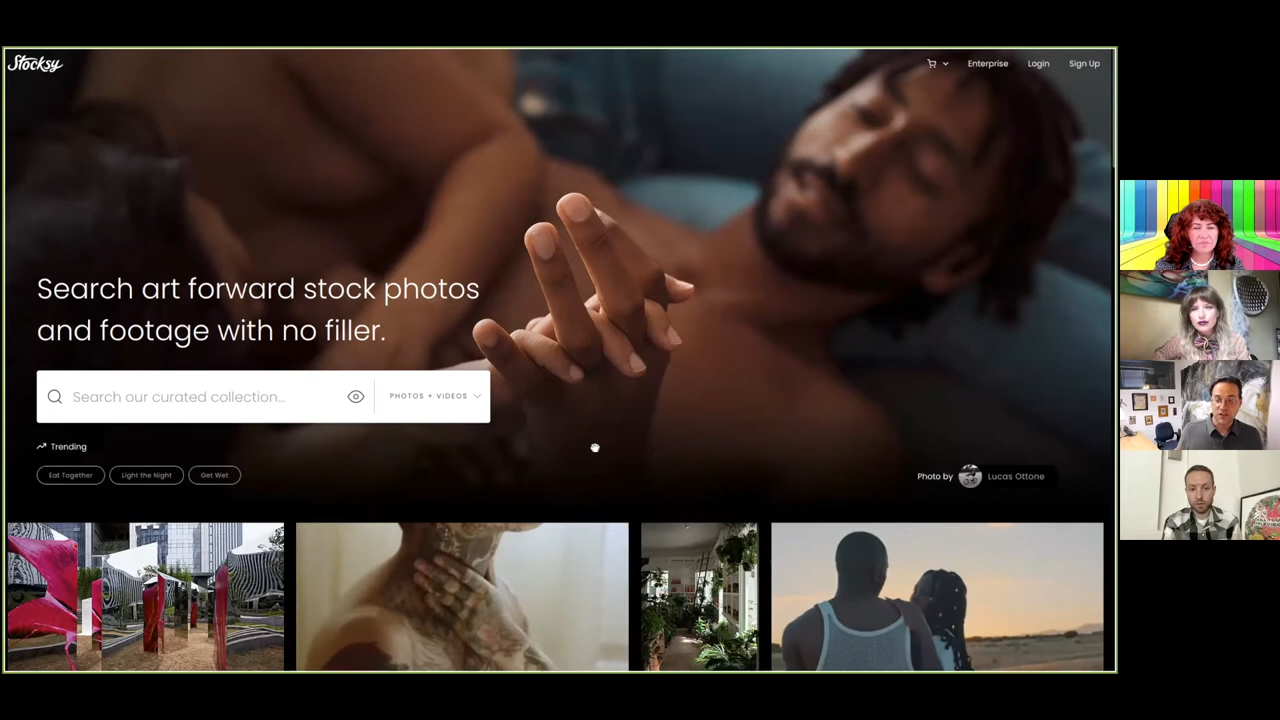 Stocksy
Enterprise
Login
Sign Up
Search art forward stock photos
and footage with no filler.
Search our curated collection...
PHOTOS + VIDEOS
Trending
Eat Together
Light the Night
Get Wet
Photo by
Lucas Ottone